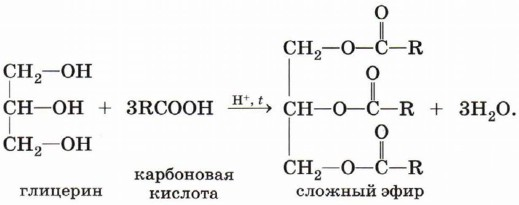 O
CH₂—O—C—R
CH₂—OH
O
CH—OH + 3RCOOH H⁺, t CH—O—C—R + 3H₂O.
CH₂—OH
O
CH₂—O—C—R
глицерин карбоновая кислота сложный эфир